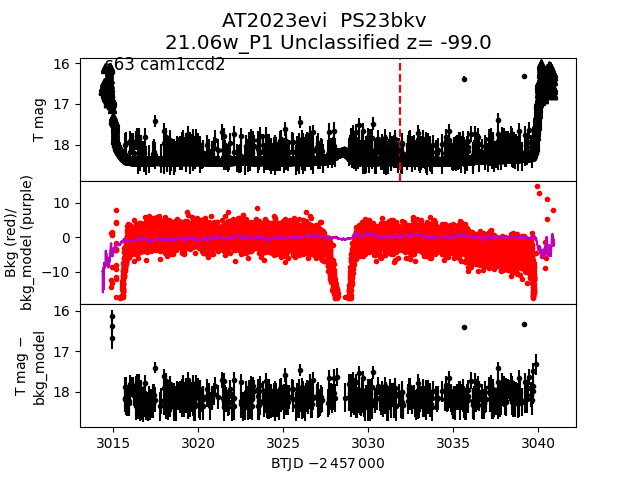 AT2023evi  PS23bkv
21.06w_P1 Unclassified z= -99.0
s63 cam1ccd2
T mag
16
17
18
Bkg (red)/
bkg_model (purple)
10
0
−10
T mag −
bkg_model
16
17
18
3015 3020 3025 3030 3035 3040
BTJD −2 457 000